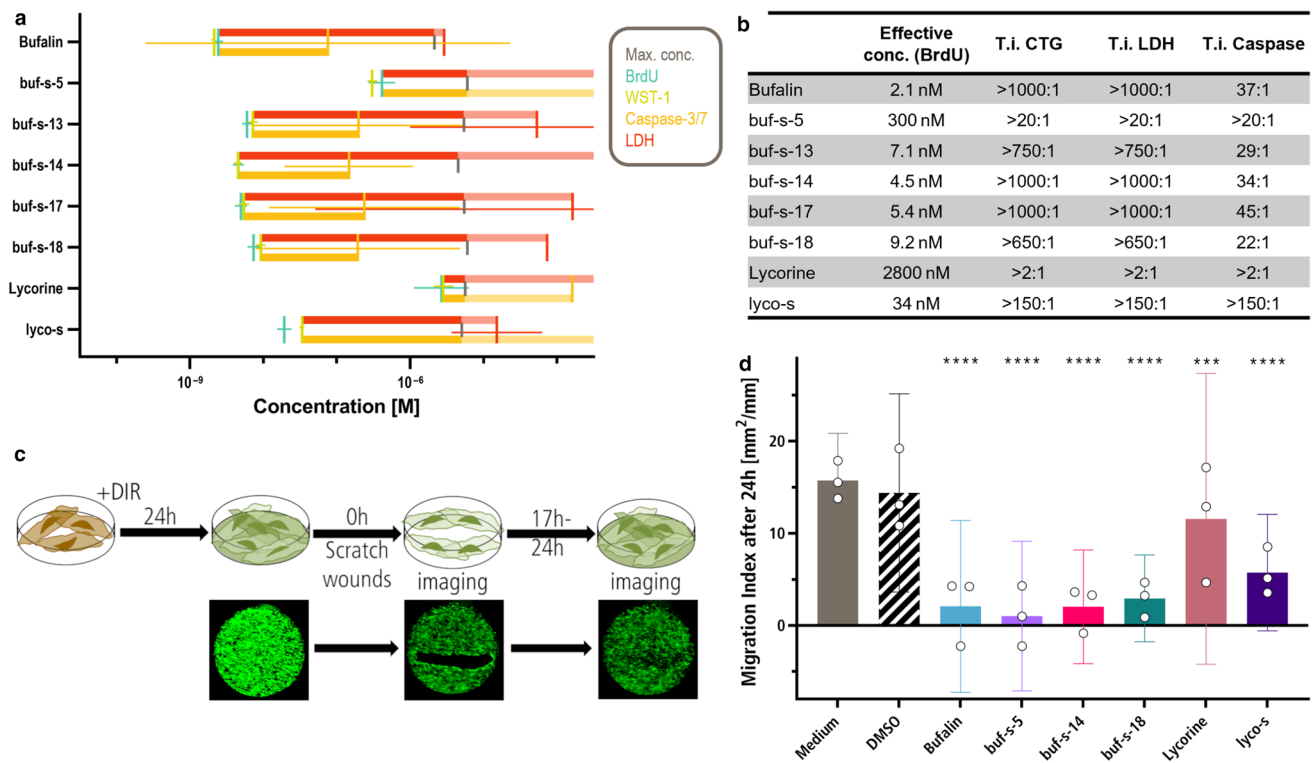 a
Bufalin
buf-s-5
buf-s-13
buf-s-14
buf-s-17
buf-s-18
Lycorine
lyco-s
10⁻⁹
10⁻⁶
Concentration [M]
Max. conc.
BrdU
WST-1
Caspase-3/7
LDH
b
Effective conc. (BrdU) T.i. CTG T.i. LDH T.i. Caspase
Bufalin 2.1 nM >1000:1 >1000:1 37:1
buf-s-5 300 nM >20:1 >20:1 >20:1
buf-s-13 7.1 nM >750:1 >750:1 29:1
buf-s-14 4.5 nM >1000:1 >1000:1 34:1
buf-s-17 5.4 nM >1000:1 >1000:1 45:1
buf-s-18 9.2 nM >650:1 >650:1 22:1
Lycorine 2800 nM >2:1 >2:1 >2:1
lyco-s 34 nM >150:1 >150:1 >150:1
c
+DIR
24h
0h
Scratch
wounds
imaging
17h-
24h
imaging
d
Migration Index after 24h [mm²/mm]
20
10
0
**** **** **** **** *** ****
Medium
DMSO
Bufalin
buf-s-5
buf-s-14
buf-s-18
Lycorine
lyco-s